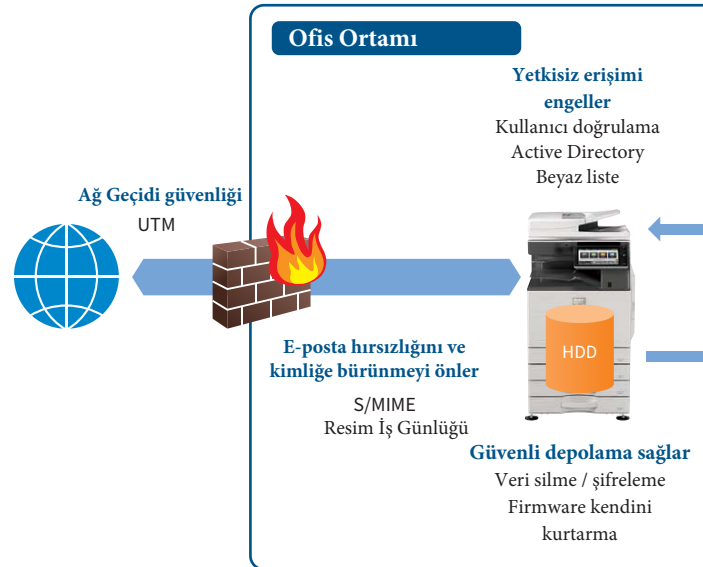 Ofis Ortamı
Yetkisiz erişimi
engeller
Kullanıcı doğrulama
Active Directory
Beyaz liste
Ağ Geçidi güvenliği
UTM
E-posta hırsızlığını ve
kimliğe bürünmeyi önler
S/MIME
Resim İş Günlüğü
HDD
Güvenli depolama sağlar
Veri silme / şifreleme
Firmware kendini
kurtarma